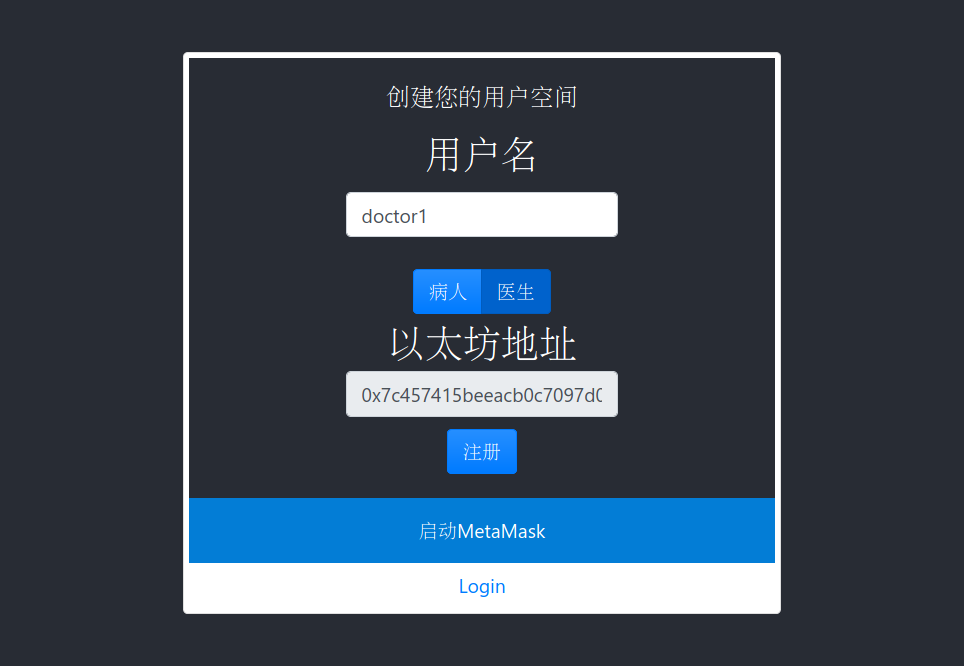 创建您的用户空间
用户名
doctor1
病人 医生
以太坊地址
0x7c457415beeacb0c7097d0
注册
启动MetaMask
Login